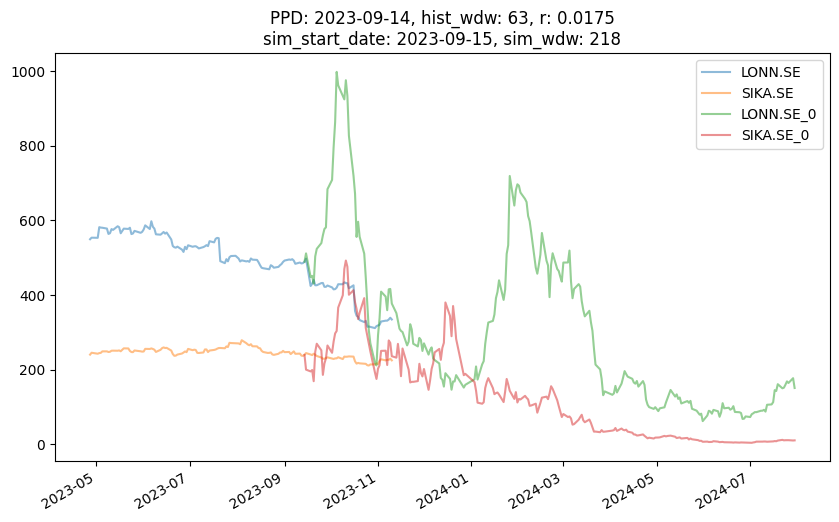 PPD: 2023-09-14, hist_wdw: 63, r: 0.0175
sim_start_date: 2023-09-15, sim_wdw: 218
LONN.SE
SIKA.SE
LONN.SE_0
SIKA.SE_0
1000
800
600
400
200
0
2023-05
2023-07
2023-09
2023-11
2024-01
2024-03
2024-05
2024-07